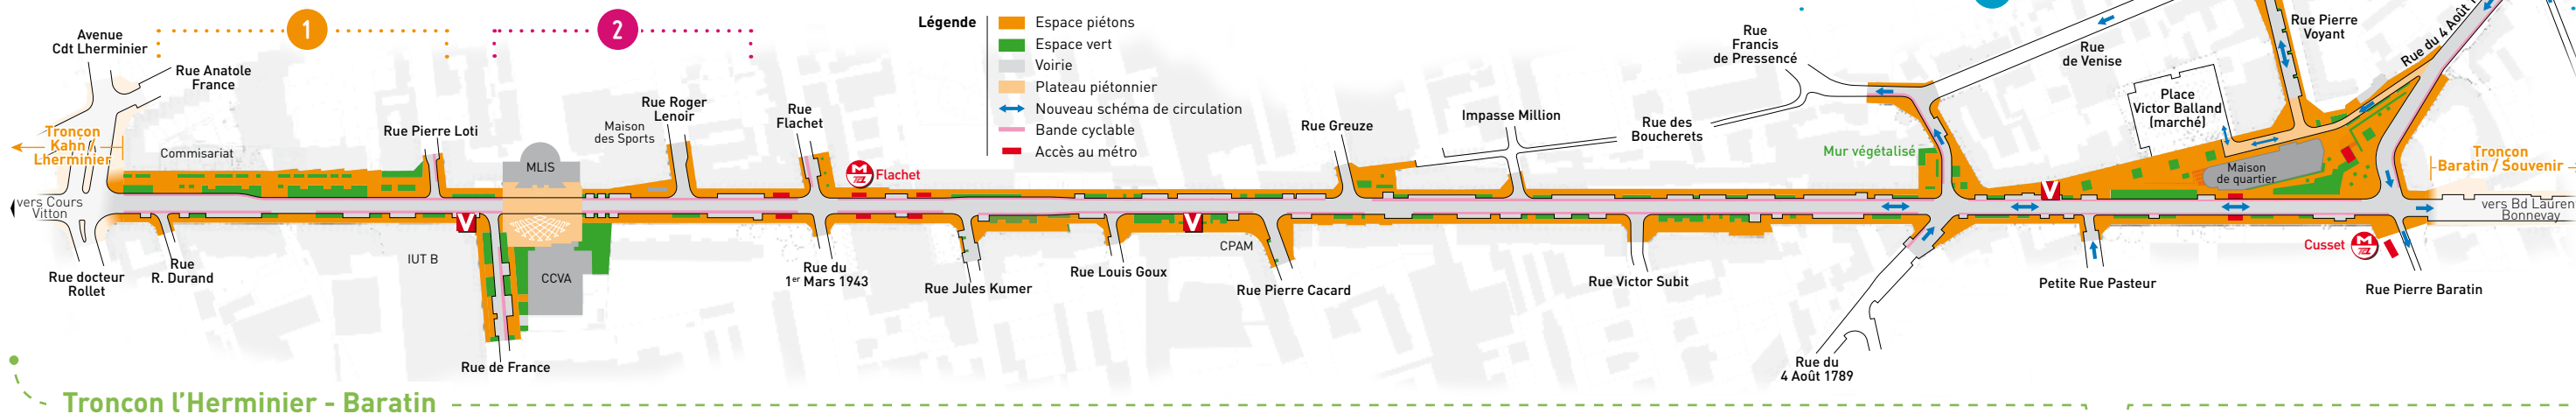 1
2
Légende
Espace piétons
Espace vert
Voirie
Plateau piétonnier
Nouveau schéma de circulation
Bande cyclable
Accès au métro
Avenue
Cdt Lherminier
Rue Anatole
France
Troncon
Kahn /
Lherminier
Commisariat
Rue Pierre Loti
MLIS
Maison
des Sports
Rue Roger
Lenoir
Rue
Flachet
M
Flachet
Rue Greuze
Impasse Million
Rue des
Boucherets
Rue
Francis
de Pressencé
Mur végétalisé
Rue
de Venise
Place
Victor Balland
(marché)
Rue Pierre
Voyant
Rue du 4 Août
Maison
de quartier
Troncon
Baratin / Souvenir
vers Cours
Vitton
V
V
V
vers Bd Lauren
Bonnevay
Rue docteur
Rollet
Rue
R. Durand
IUT B
CCVA
Rue de France
Rue du
1er Mars 1943
Rue Jules Kumer
Rue Louis Goux
CPAM
Rue Pierre Cacard
Rue Victor Subit
Rue du
4 Août 1789
Petite Rue Pasteur
Cusset
M
Rue Pierre Baratin
Troncon l'Herminier - Baratin